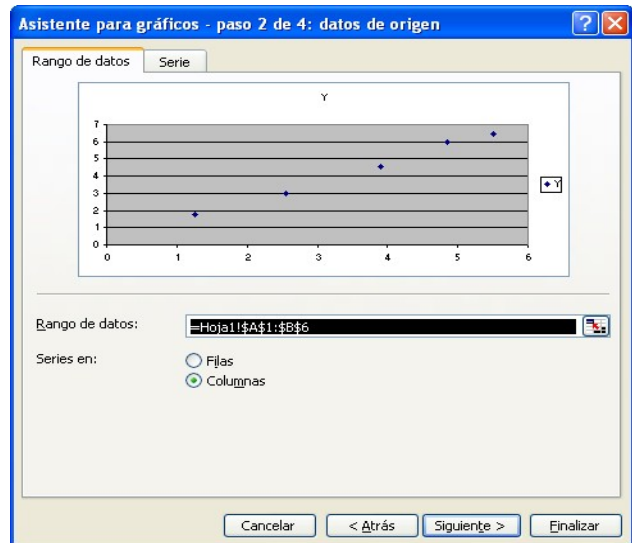 Asistente para gráficos - paso 2 de 4: datos de origen
Rango de datos
Serie
Y
7
6
5
4
3
2
1
0
0 1 2 3 4 5 6
Y
Rango de datos:
=Hoja1!$A$1:$B$6
Series en:
Filas
Columnas
Cancelar
< Atrás
Siguiente >
Finalizar